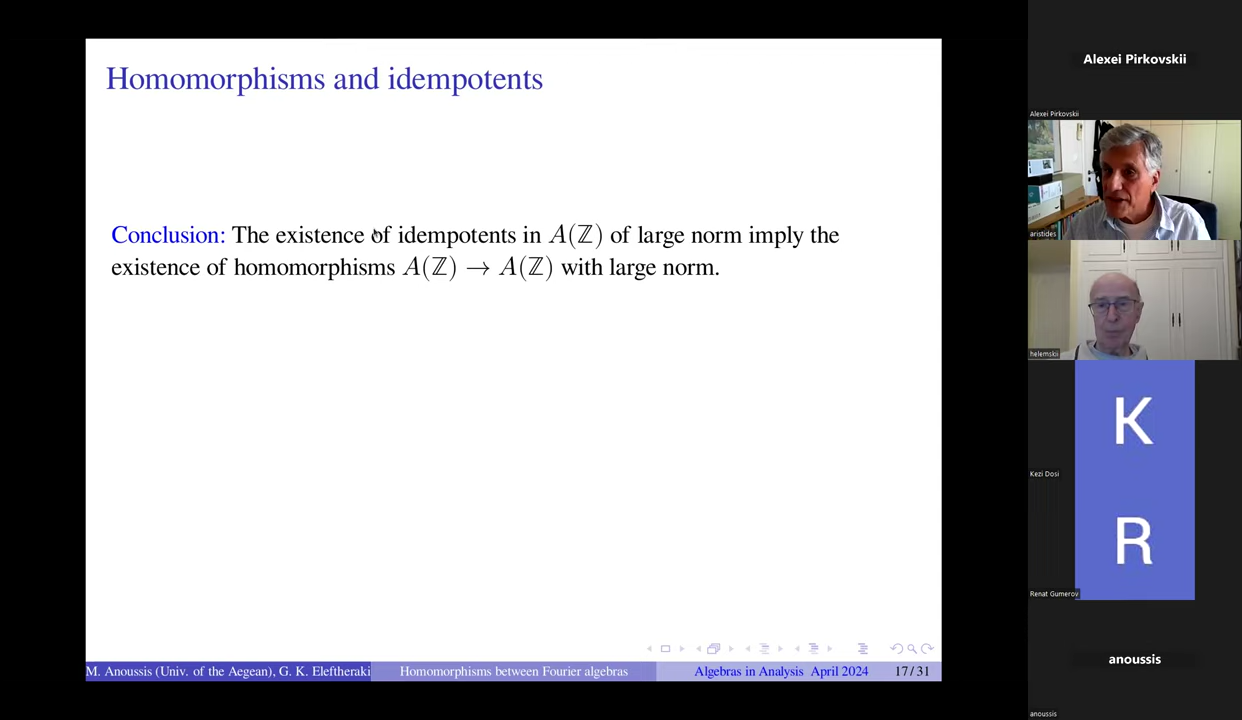 Homomorphisms and idempotents
Conclusion: The existence of idempotents in A(ℤ) of large norm imply the
existence of homomorphisms A(ℤ) → A(ℤ) with large norm.
M. Anoussis (Univ. of the Aegean), G. K. Eleftheraki
Homomorphisms between Fourier algebras
Algebras in Analysis April 2024
17/31
Alexei Pirkovskii
Alexei Pirkovskii
aristides
helemskii
K
Kezi Dosi
R
Renat Gumerov
anoussis
anoussis